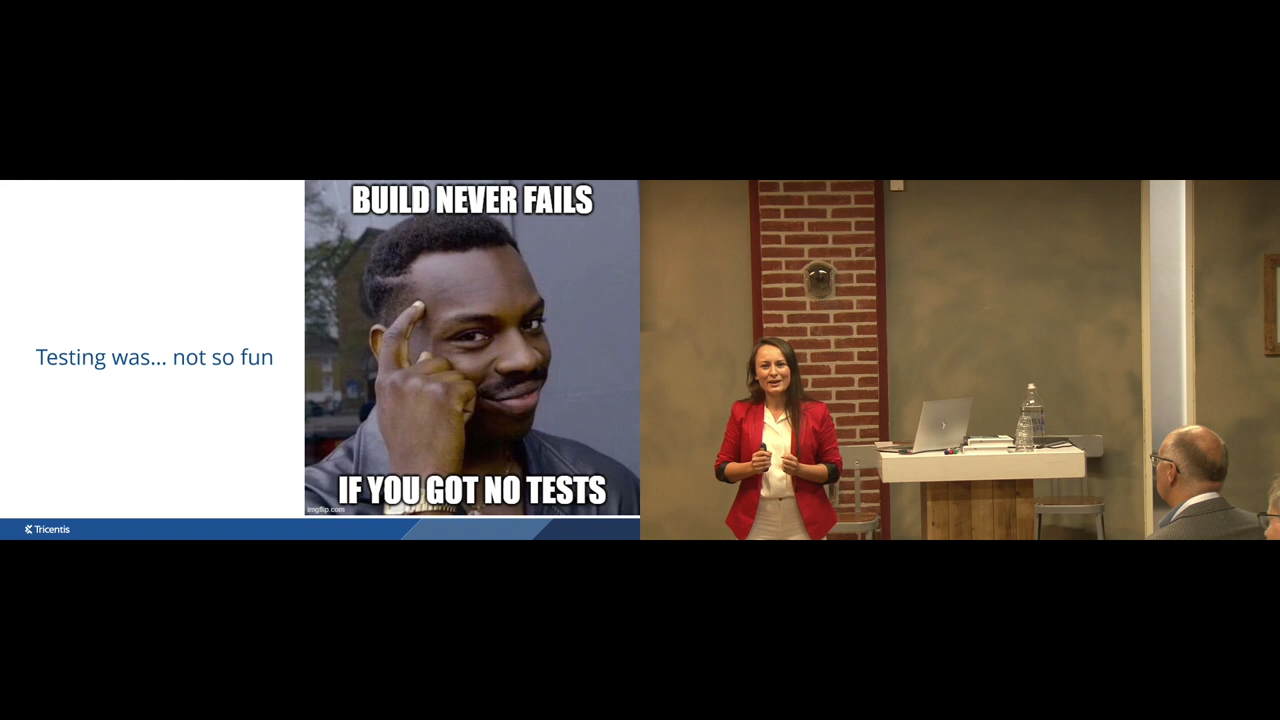 BUILD NEVER FAILS
Testing was... not so fun
IF YOU GOT NO TESTS
imgflip.com
Tricentis